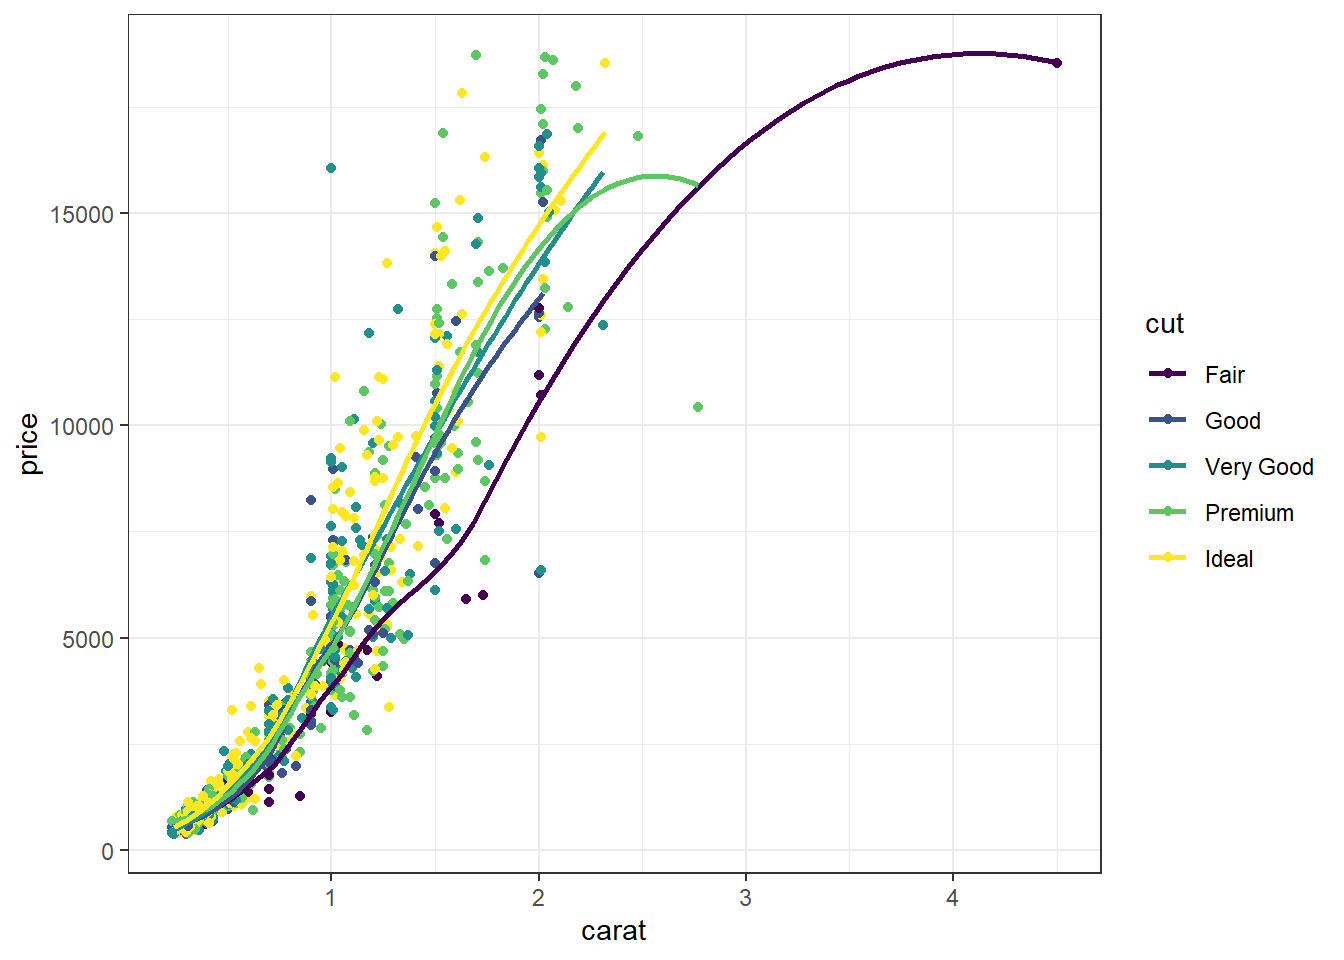 price
15000
10000
5000
0
1
2
3
4
carat
cut
Fair
Good
Very Good
Premium
Ideal